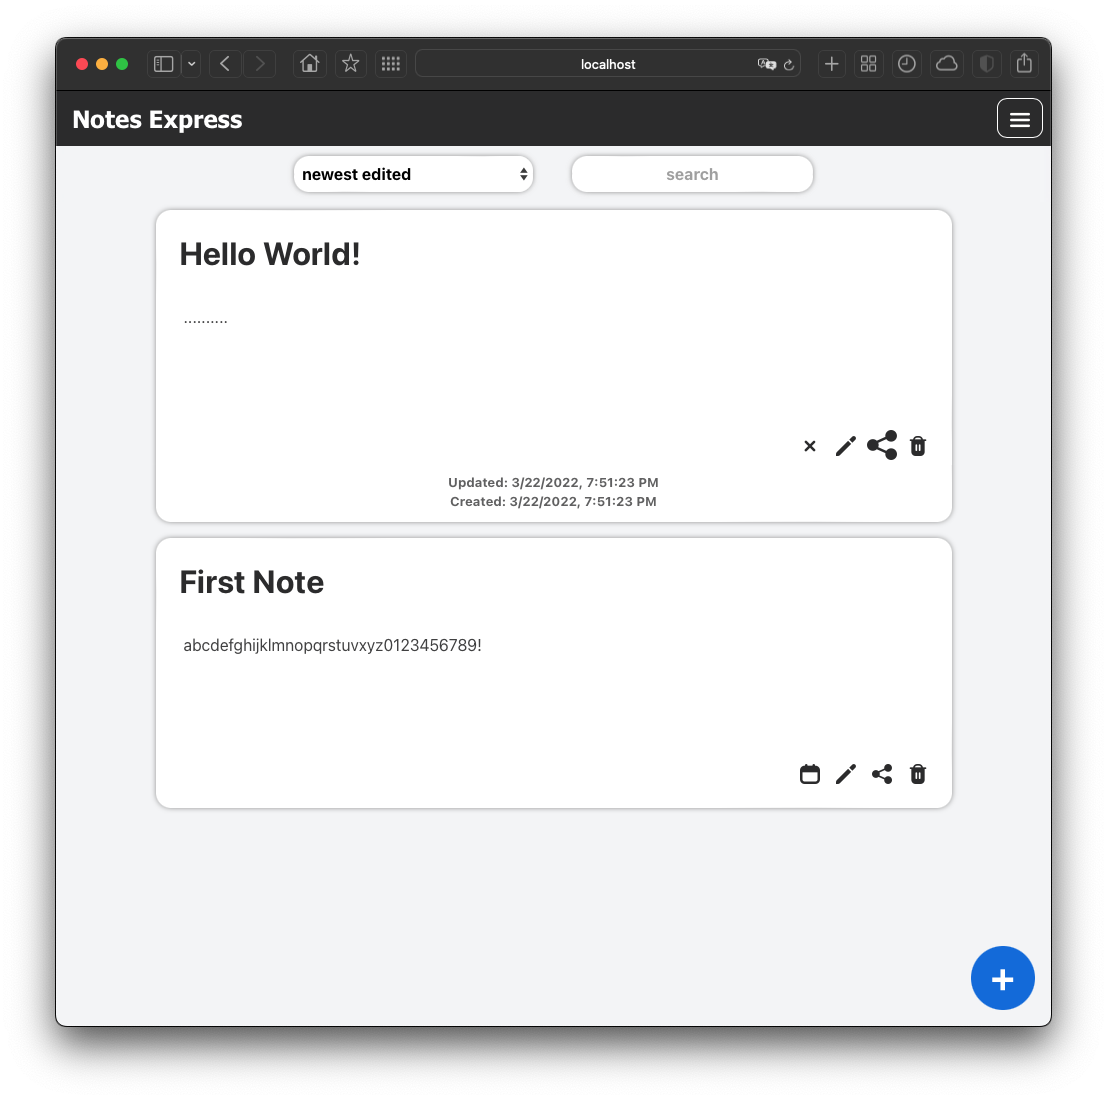 localhost
Notes Express
newest edited
search
Hello World!
..........
Updated: 3/22/2022, 7:51:23 PM
Created: 3/22/2022, 7:51:23 PM
First Note
abcdefghijklmnopqrstuvxyz0123456789!